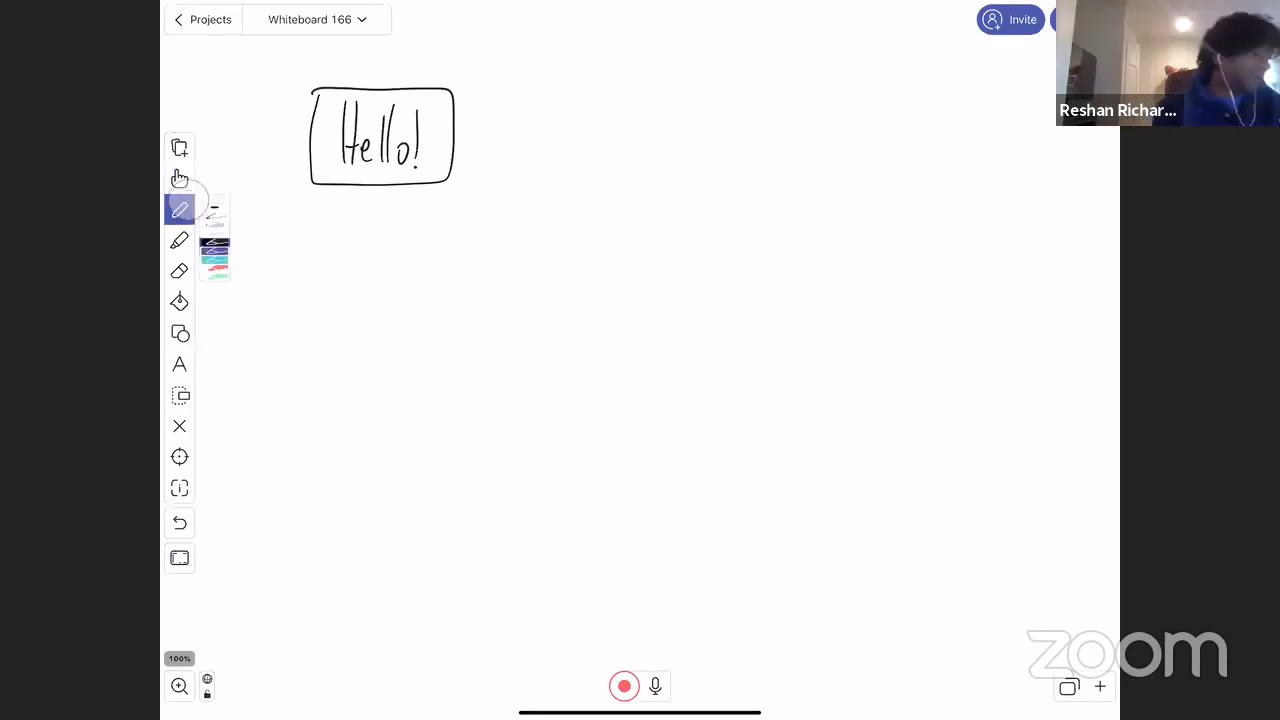 Projects
Whiteboard 166
Invite
Reshan Richar...
Hello!
A
100%
zoom